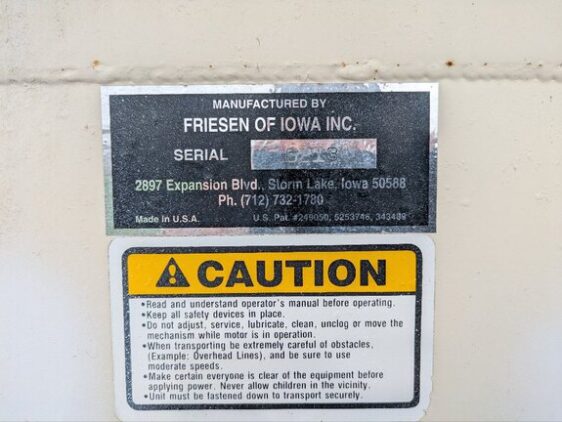 MANUFACTURED BY
FRIESEN OF IOWA INC.
SERIAL
2897 Expansion Blvd., Storm Lake, Iowa 50588
Ph. (712) 732-1780
Made in U.S.A. U.S. Pat. #249050, 5253746, 343439
CAUTION
•Read and understand operator's manual before operating.
•Keep all safety devices in place.
•Do not adjust, service, lubricate, clean, unclog or move the
mechanism while motor is in operation.
•When transporting be extremely careful of obstacles,
(Example: Overhead Lines), and be sure to use
moderate speeds.
•Make certain everyone is clear of the equipment before
applying power. Never allow children in the vicinity.
•Unit must be fastened down to transport securely.